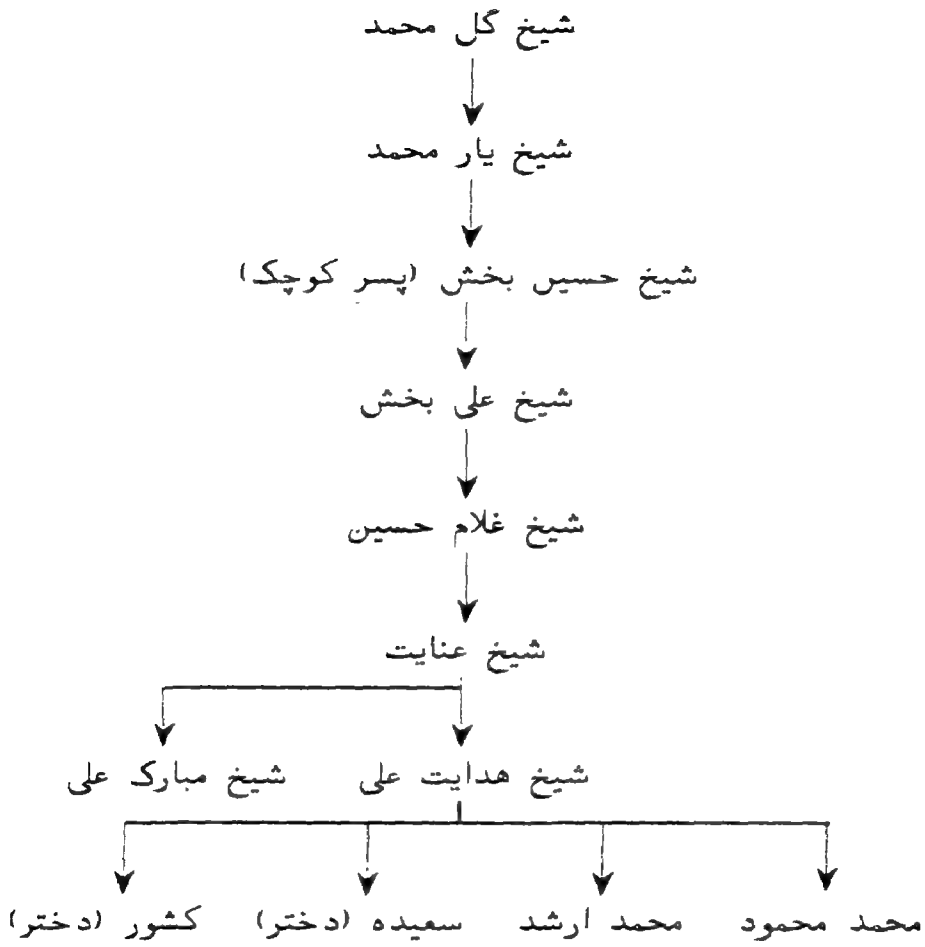 شیخ گل محمد
شیخ یار محمد
شیخ حسین بخش (پسر کوچک)
شیخ علی بخش
شیخ غلام حسین
شیخ عنایت
شیخ هدایت علی شیخ مبارک علی
محمد محمود محمد ارشد سعیده (دختر) کشور (دختر)